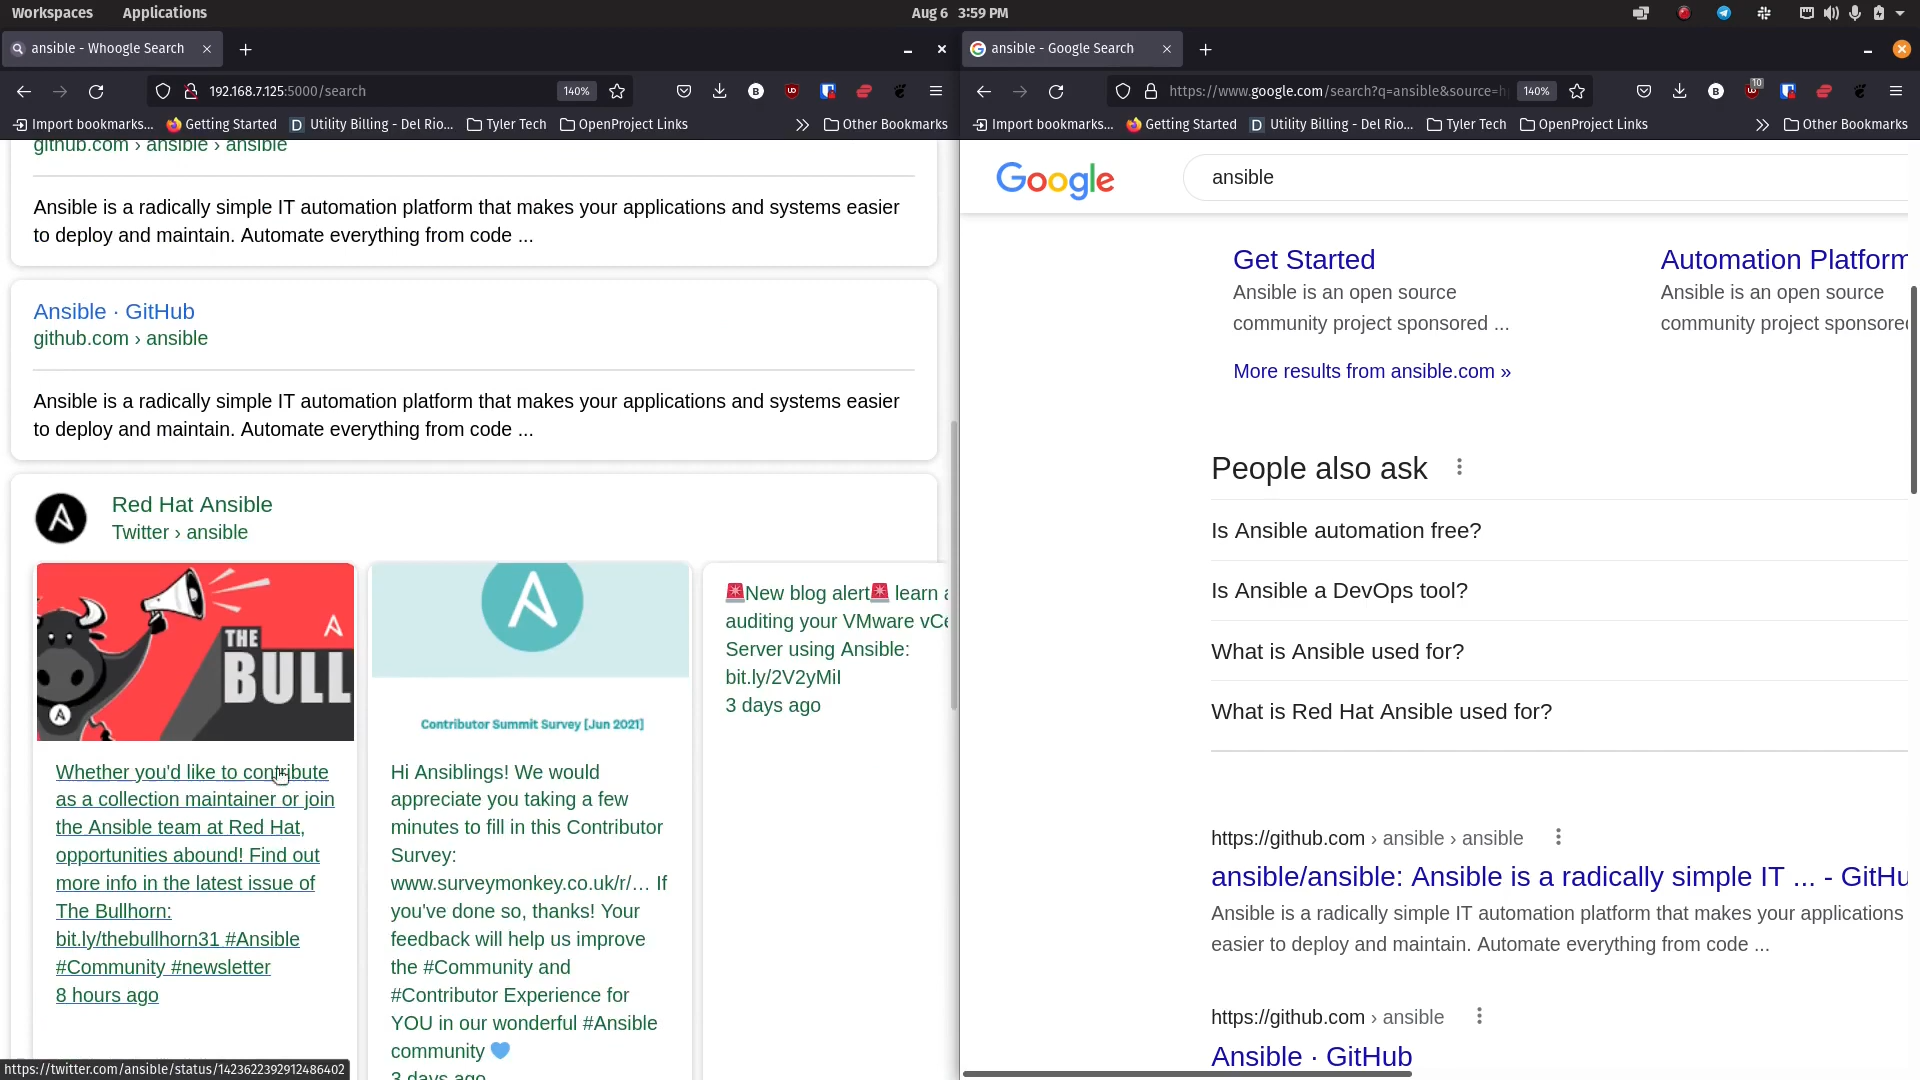 Workspaces Applications Aug 6 3:59 PM
ansible - Whoogle Search
192.168.7.125:5000/search 140%
Import bookmarks... Getting Started Utility Billing - Del Rio... Tyler Tech OpenProject Links Other Bookmarks
github.com › ansible › ansible
Ansible is a radically simple IT automation platform that makes your applications and systems easier
to deploy and maintain. Automate everything from code ...
Ansible · GitHub
github.com › ansible
Ansible is a radically simple IT automation platform that makes your applications and systems easier
to deploy and maintain. Automate everything from code ...
Red Hat Ansible
Twitter › ansible
THE
BULL
Whether you'd like to contribute
as a collection maintainer or join
the Ansible team at Red Hat,
opportunities abound! Find out
more info in the latest issue of
The Bullhorn:
bit.ly/thebullhorn31 #Ansible
#Community #newsletter
8 hours ago
Contributor Summit Survey [Jun 2021]
Hi Ansiblings! We would
appreciate you taking a few
minutes to fill in this Contributor
Survey:
www.surveymonkey.co.uk/r/… If
you've done so, thanks! Your
feedback will help us improve
the #Community and
#Contributor Experience for
YOU in our wonderful #Ansible
community 💙
3 days ago
🚨New blog alert🚨 learn
auditing your VMware
Server using Ansible:
bit.ly/2V2yMiI
3 days ago
https://twitter.com/ansible/status/1423622392912486402
ansible - Google Search
https://www.google.com/search?q=ansible&source=h 140% 10
Import bookmarks... Getting Started Utility Billing - Del Rio... Tyler Tech OpenProject Links Other Bookmarks
Google ansible
Get Started
Ansible is an open source
community project sponsored ...
Automation Platform
Ansible is an open source
community project sponsored
More results from ansible.com »
People also ask
Is Ansible automation free?
Is Ansible a DevOps tool?
What is Ansible used for?
What is Red Hat Ansible used for?
https://github.com › ansible › ansible
ansible/ansible: Ansible is a radically simple IT ... - GitHu
Ansible is a radically simple IT automation platform that makes your applications
easier to deploy and maintain. Automate everything from code ...
https://github.com › ansible
Ansible · GitHub